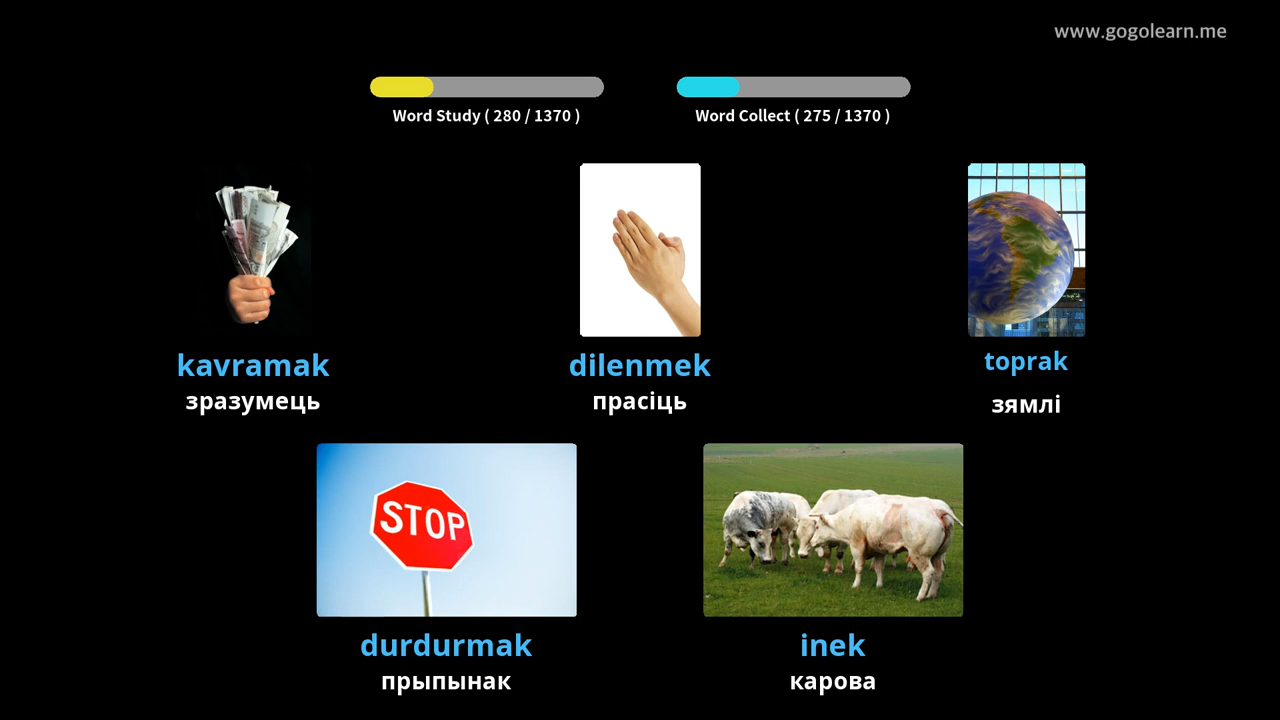 www.gogolearn.me
Word Study ( 280 / 1370 )
Word Collect ( 275 / 1370 )
kavramak
зразумець
dilenmek
прасіць
toprak
зямлі
STOP
durdurmak
прыпынак
inek
карова